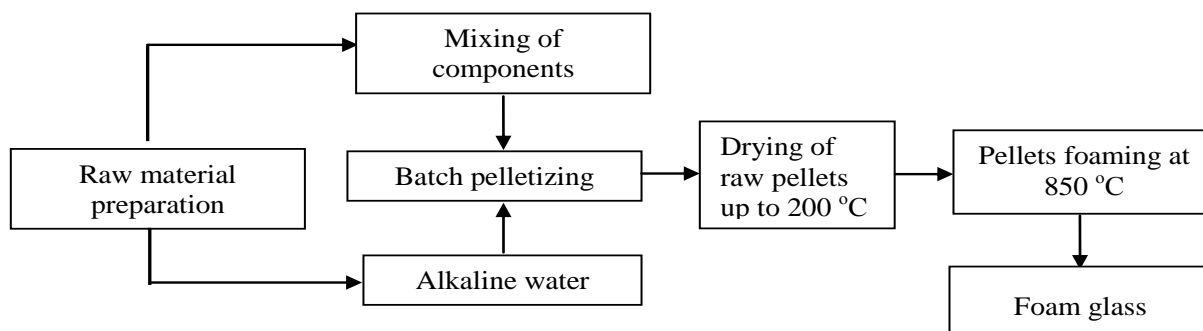 Mixing of
components
Raw material
preparation
Batch pelletizing
Alkaline water
Drying of
raw pellets
up to 200 °C
Pellets foaming at
850 °C
Foam glass